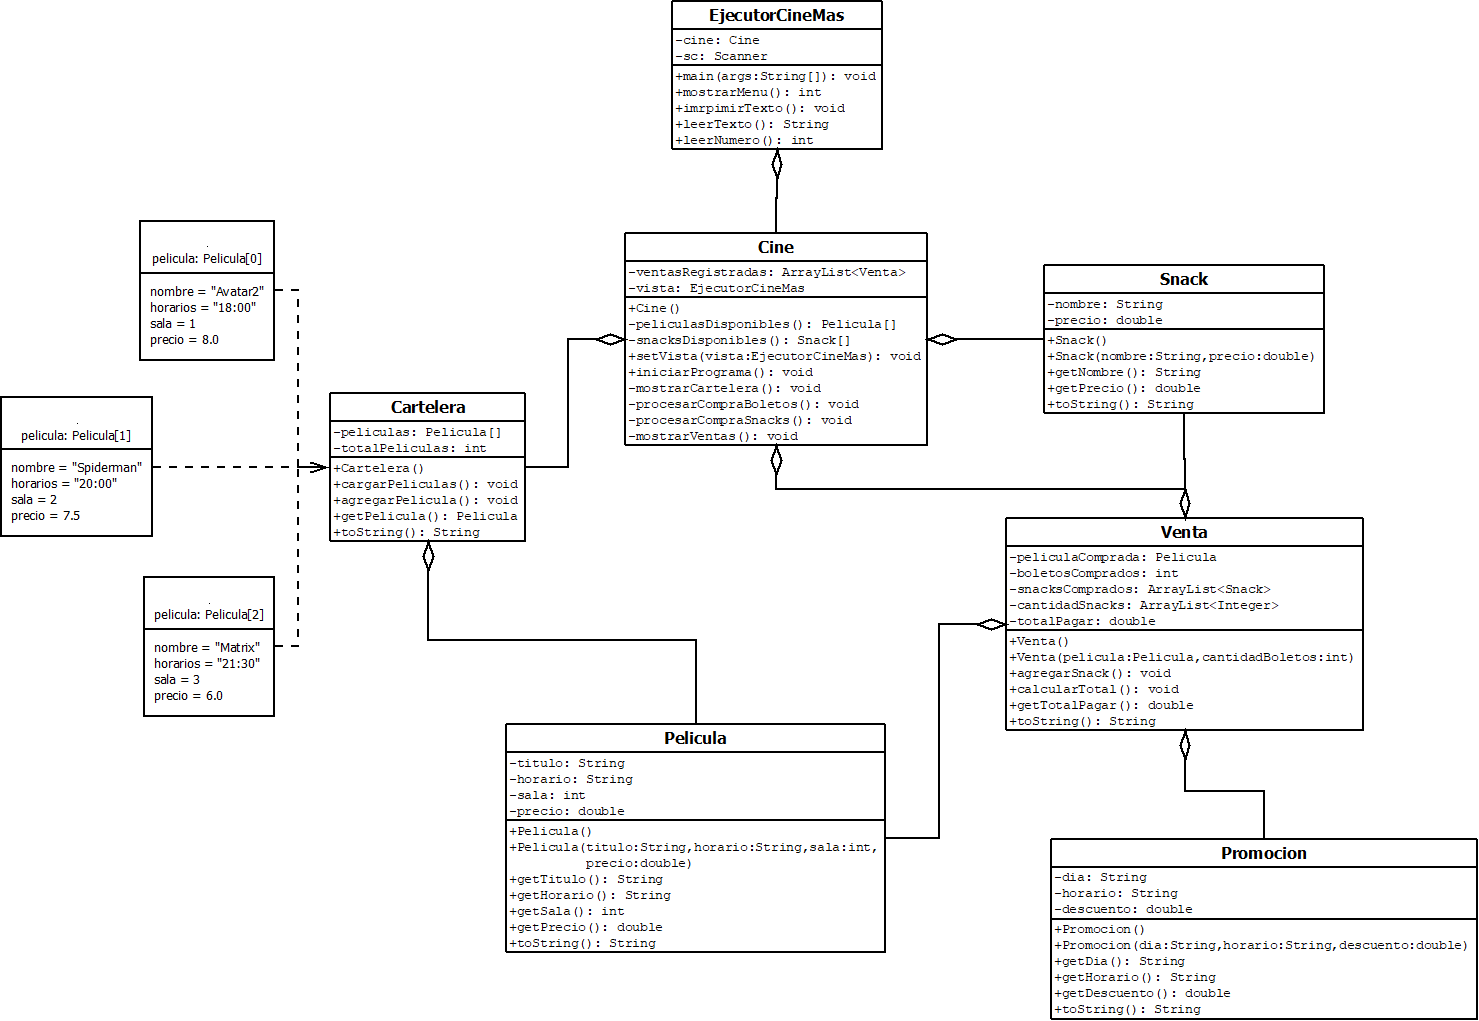 EjecutorCineMas
-cine: Cine
-sc: Scanner
+main(args:String[]): void
+mostrarMenu(): int
+imrpimirTexto(): void
+leerTexto(): String
+leerNumero(): int
Cine
-ventasRegistradas: ArrayList<Venta>
-vista: EjecutorCineMas
+Cine()
-peliculasDisponibles(): Pelicula[]
-snacksDisponibles(): Snack[]
+setVista(vista:EjecutorCineMas): void
+iniciarPrograma(): void
-mostrarCartelera(): void
-procesarCompraBoletos(): void
-procesarCompraSnacks(): void
-mostrarVentas(): void
Snack
-nombre: String
-precio: double
+Snack()
+Snack(nombre:String,precio:double)
+getNombre(): String
+getPrecio(): double
+toString(): String
.
pelicula: Pelicula[0]
nombre = "Avatar2"
horarios = "18:00"
sala = 1
precio = 8.0
.
pelicula: Pelicula[1]
nombre = "Spiderman"
horarios = "20:00"
sala = 2
precio = 7.5
.
pelicula: Pelicula[2]
nombre = "Matrix"
horarios = "21:30"
sala = 3
precio = 6.0
Cartelera
-peliculas: Pelicula[]
-totalPeliculas: int
+Cartelera()
+cargarPeliculas(): void
+agregarPelicula(): void
+getPelicula(): Pelicula
+toString(): String
Venta
-peliculaComprada: Pelicula
-boletosComprados: int
-snacksComprados: ArrayList<Snack>
-cantidadSnacks: ArrayList<Integer>
-totalPagar: double
+Venta()
+Venta(pelicula:Pelicula,cantidadBoletos:int)
+agregarSnack(): void
+calcularTotal(): void
+getTotalPagar(): double
+toString(): String
Pelicula
-titulo: String
-horario: String
-sala: int
-precio: double
+Pelicula()
+Pelicula(titulo:String,horario:String,sala:int,
precio:double)
+getTitulo(): String
+getHorario(): String
+getSala(): int
+getPrecio(): double
+toString(): String
Promocion
-dia: String
-horario: String
-descuento: double
+Promocion()
+Promocion(dia:String,horario:String,descuento:double)
+getDia(): String
+getHorario(): String
+getDescuento(): double
+toString(): String